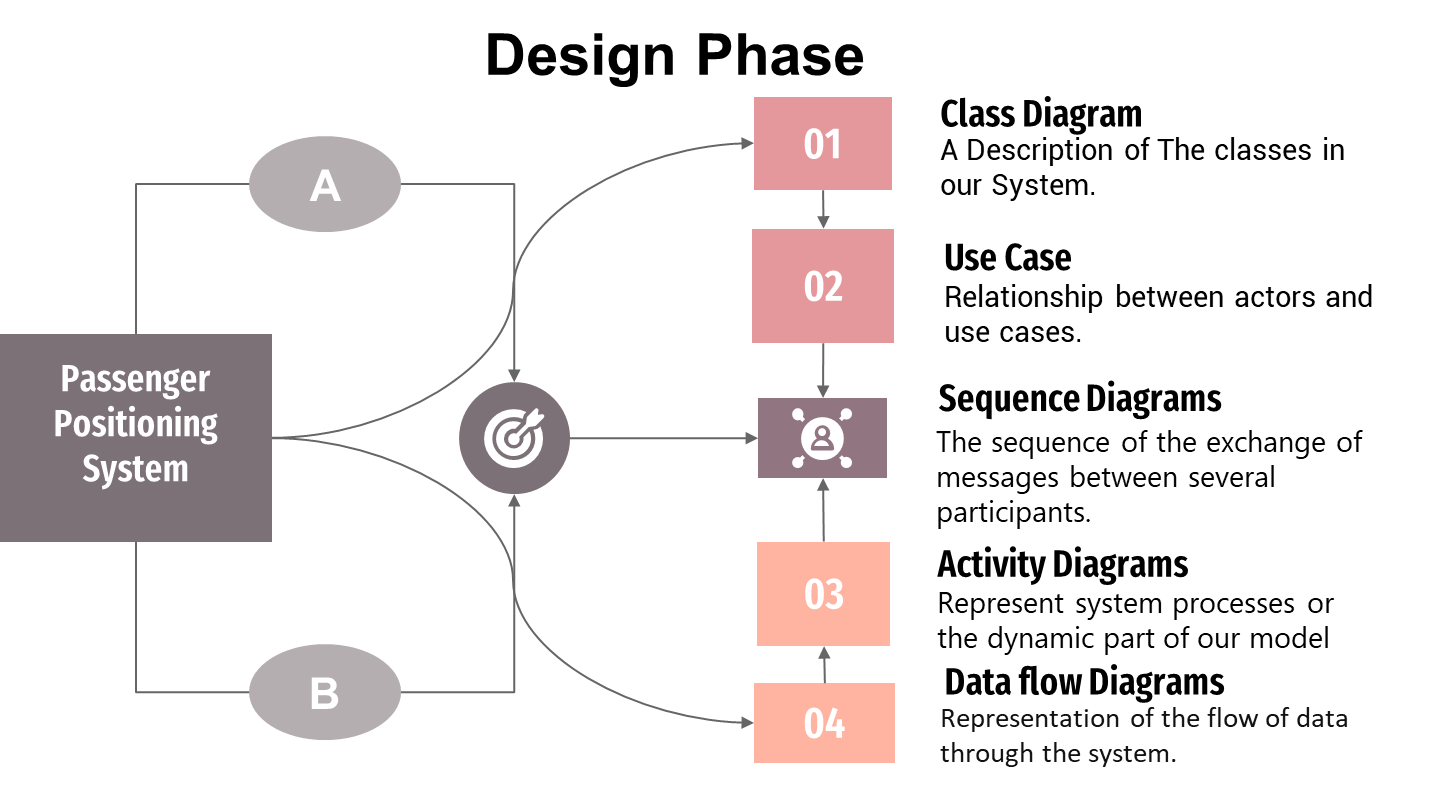 Design Phase
A
Passenger
Positioning
System
B
01
Class Diagram
A Description of The classes in
our System.
02
Use Case
Relationship between actors and
use cases.
Sequence Diagrams
The sequence of the exchange of
messages between several
participants.
03
Activity Diagrams
Represent system processes or
the dynamic part of our model
04
Data flow Diagrams
Representation of the flow of data
through the system.